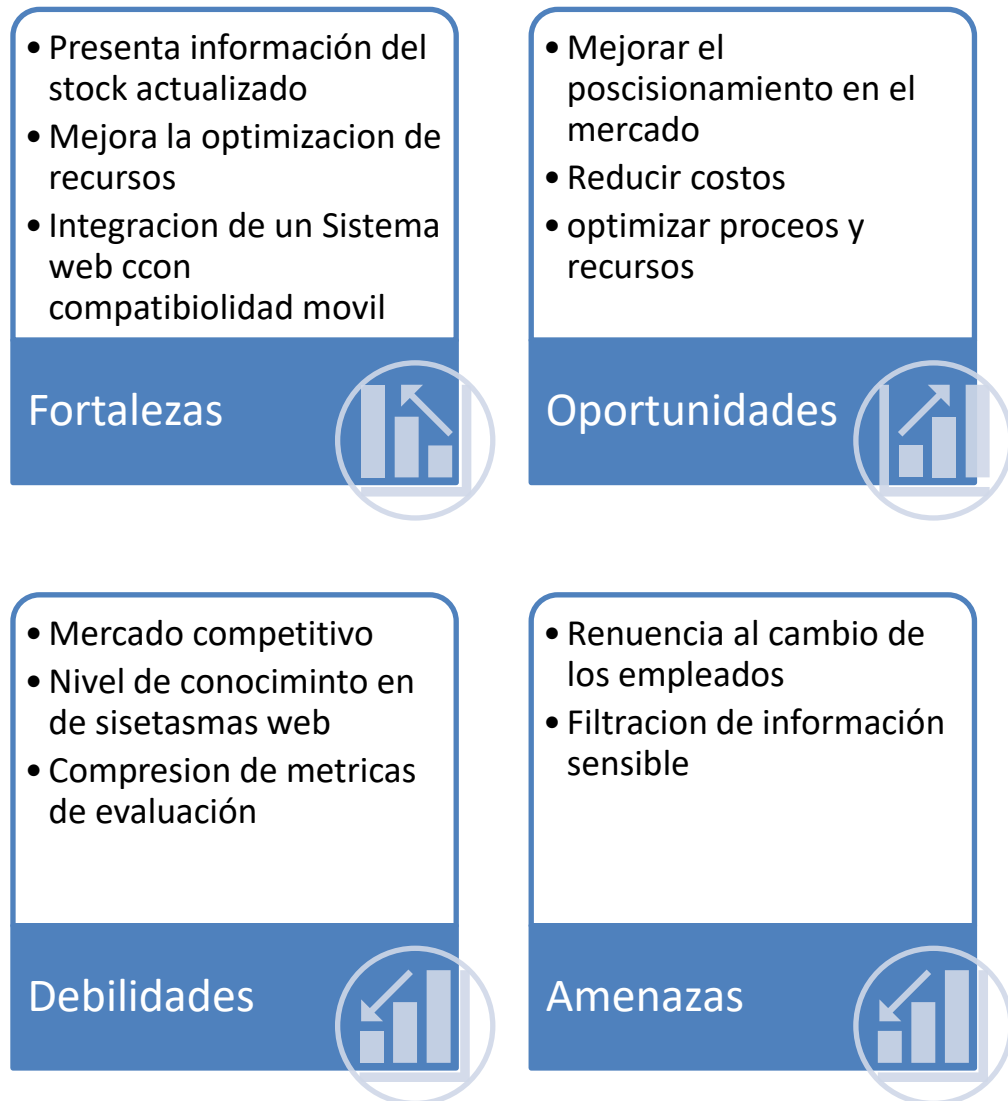 • Presenta información del
stock actualizado
• Mejora la optimizacion de
recursos
• Integracion de un Sistema
web ccon
compatibiolidad movil
Fortalezas
• Mejorar el
poscisionamiento en el
mercado
• Reducir costos
• optimizar proceos y
recursos
Oportunidades
• Mercado competitivo
• Nivel de conociminto en
de sisetasmas web
• Compresion de metricas
de evaluación
Debilidades
• Renuencia al cambio de
los empleados
• Filtracion de información
sensible
Amenazas